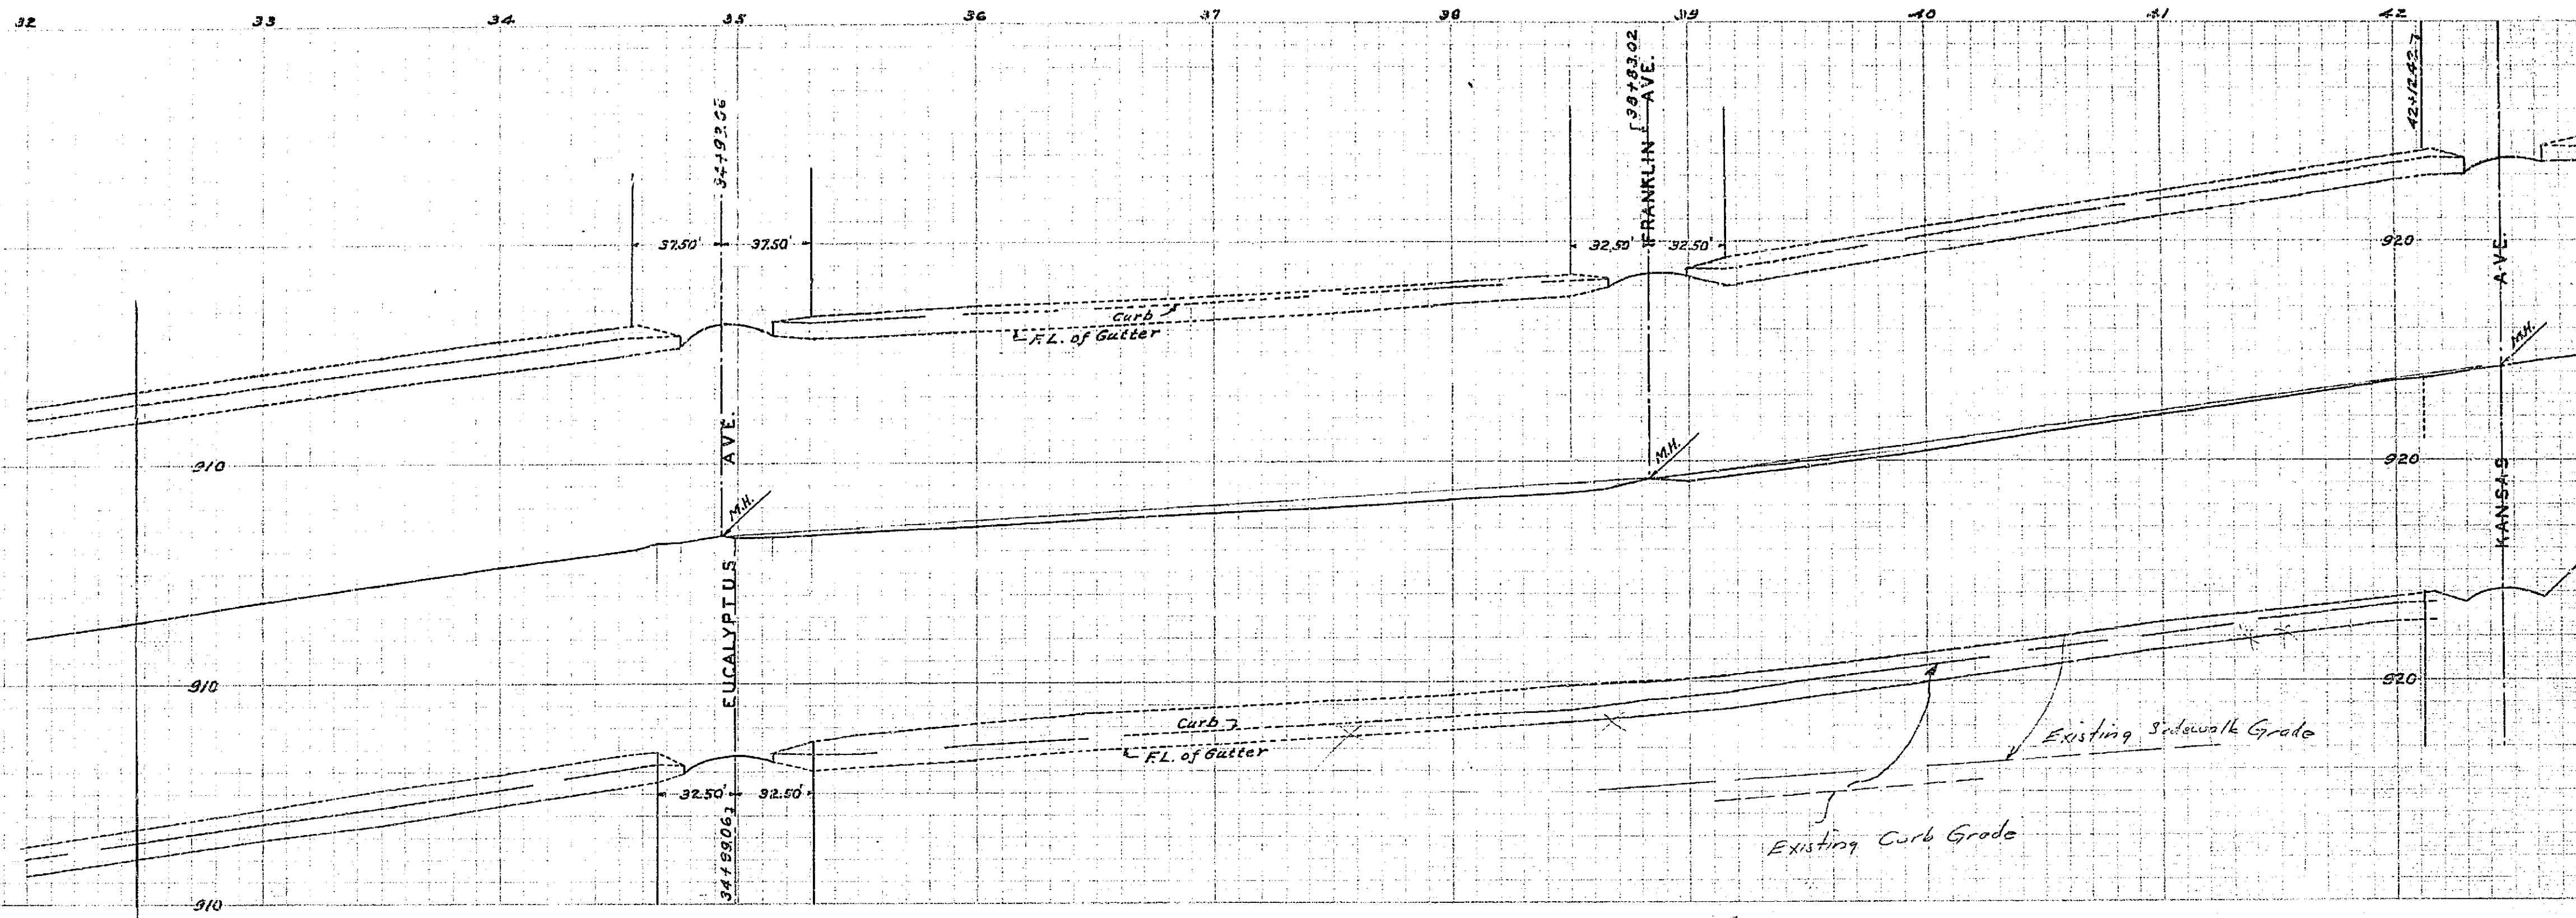 32 33 34 35 36 37 38 39 40 41 42
34+93.06
38+83.02
FRANKLIN AVE.
42+12.42
37.50' 37.50'
32.50' 32.50'
920
Curb
F.L. of Gutter
M.H.
910
M.H.
920
M.H.
EUCALYPTUS AVE.
KANSAS AVE.
910
920
Curb
F.L. of Gutter
Existing Sidewalk Grade
32.50' 32.50'
34+99.06
Existing Curb Grade
910